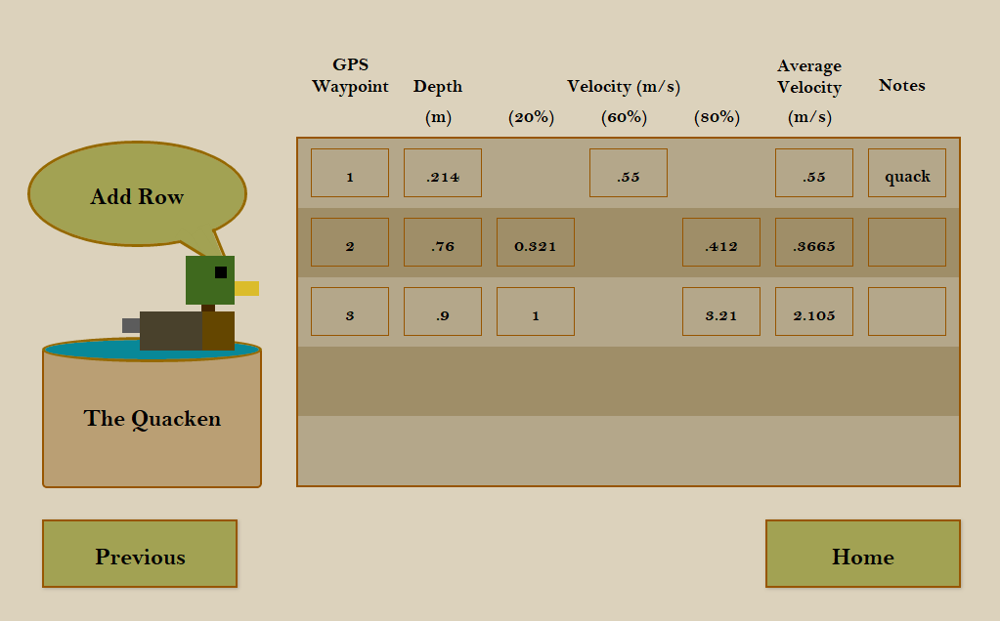 GPS
Waypoint
Depth
(m)
Velocity (m/s)
(20%) (60%) (80%)
Average
Velocity
(m/s)
Notes
1 .214 .55 .55 quack
2 .76 0.321 .412 .3665
3 .9 1 3.21 2.105
Add Row
The Quacken
Previous
Home